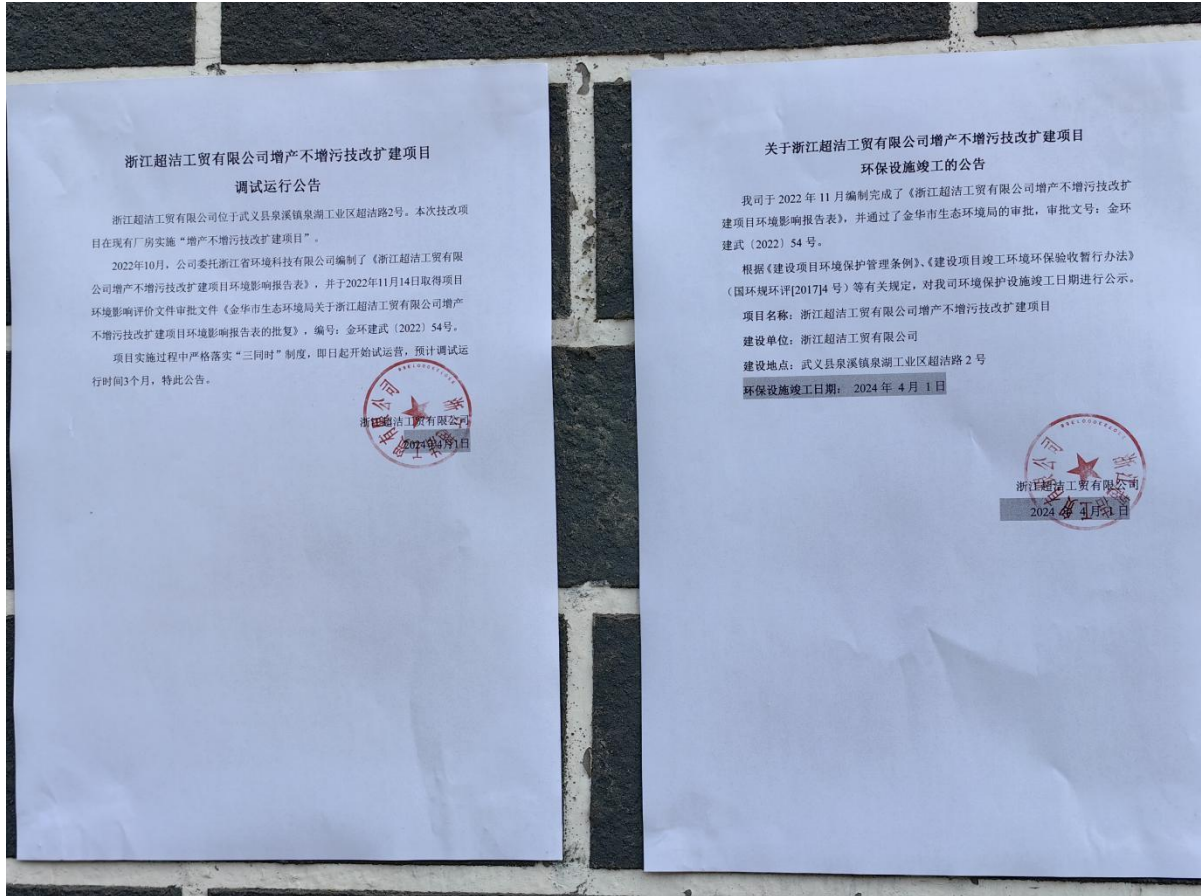 浙江超洁工贸有限公司增产不增污技改扩建项目
调试运行公告
浙江超洁工贸有限公司位于武义县泉溪镇泉湖工业区超洁路2号。本次技改项
目在现有厂房实施“增产不增污技改扩建项目”。
2022年10月，公司委托浙江省环境科技有限公司编制了《浙江超洁工贸有限
公司增产不增污技改扩建项目环境影响报告表》，并于2022年11月14日取得项目
环境影响评价文件审批文件《金华市生态环境局关于浙江超洁工贸有限公司增产
不增污技改扩建项目环境影响报告表的批复》，编号：金环建武〔2022〕54号。
项目实施过程中严格落实“三同时”制度，即日起开始试运营，预计调试运
行时间3个月，特此公告。
浙江超洁工贸有限公司
2024年4月1日
关于浙江超洁工贸有限公司增产不增污技改扩建项目
环保设施竣工的公告
我司于 2022 年 11 月编制完成了《浙江超洁工贸有限公司增产不增污技改扩
建项目环境影响报告表》，并通过了金华市生态环境局的审批，审批文号：金环
建武〔2022〕54 号。
根据《建设项目环境保护管理条例》、《建设项目竣工环境环保验收暂行办法》
（国环规环评[2017]4 号）等有关规定，对我司环境保护设施竣工日期进行公示。
项目名称：浙江超洁工贸有限公司增产不增污技改扩建项目
建设单位：浙江超洁工贸有限公司
建设地点：武义县泉溪镇泉湖工业区超洁路 2 号
环保设施竣工日期： 2024 年 4 月 1 日
浙江超洁工贸有限公司
2024 年 4 月 1 日